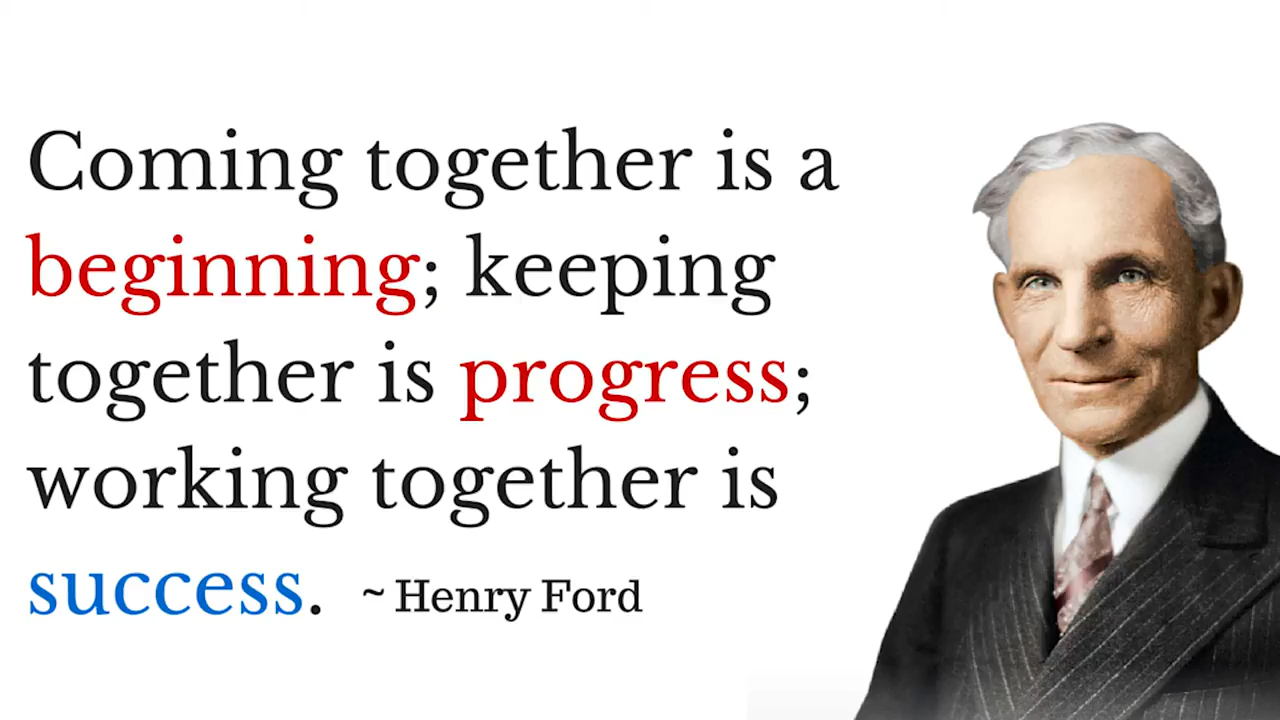 Coming together is a
beginning; keeping
together is progress;
working together is
success. ~ Henry Ford